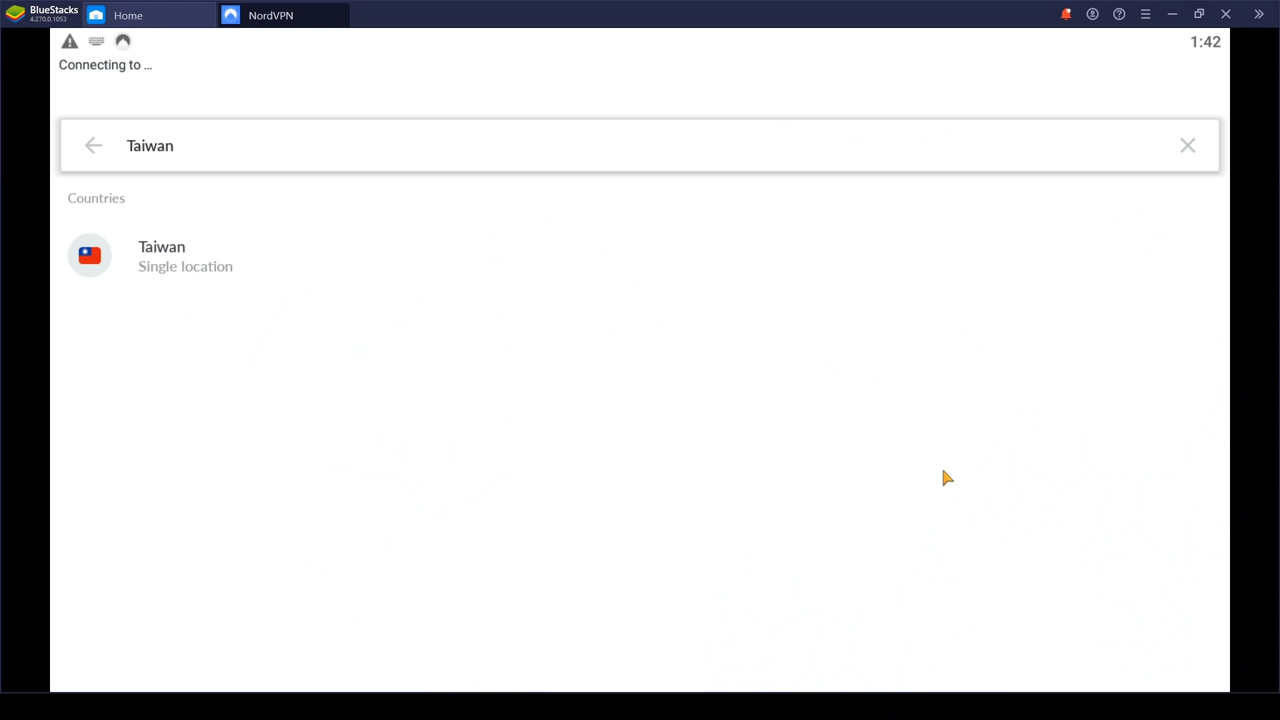 BlueStacks
4.270.0.1053
Home
NordVPN
1:42
Connecting to ...
Taiwan
Countries
Taiwan
Single location